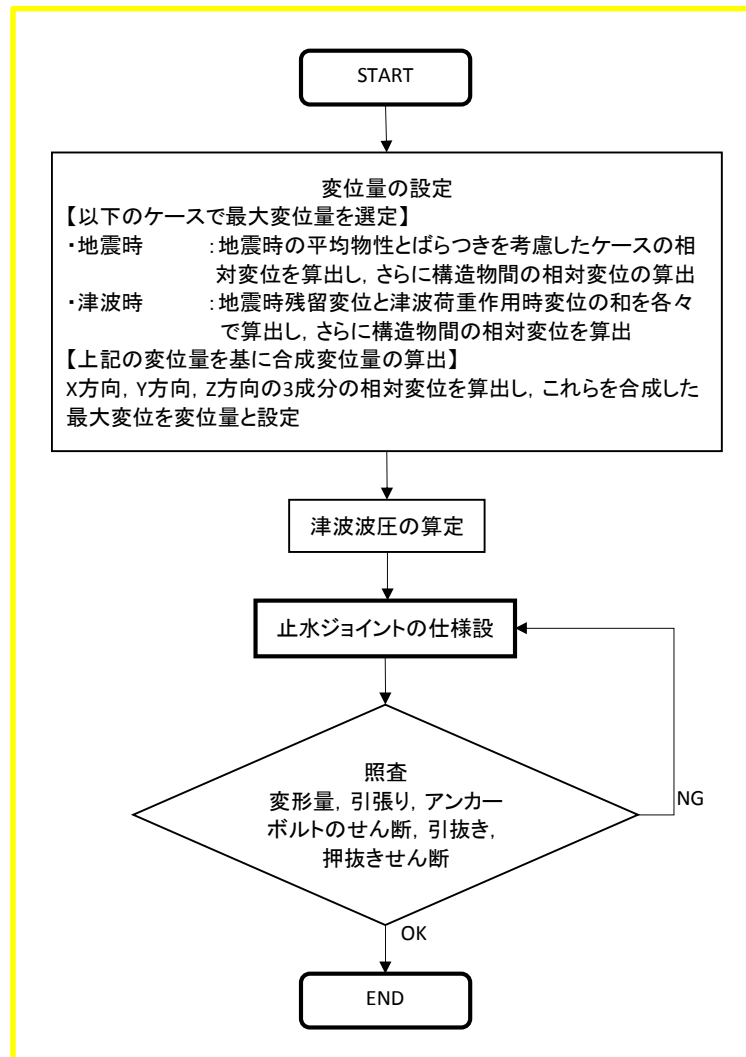 START
変位量の設定
【以下のケースで最大変位量を選定】
・地震時 :地震時の平均物性とばらつきを考慮したケースの相
対変位を算出し，さらに構造物間の相対変位の算出
・津波時 :地震時残留変位と津波荷重作用時変位の和を各々
で算出し，さらに構造物間の相対変位を算出
【上記の変位量を基に合成変位量の算出】
X方向，Y方向，Z方向の3成分の相対変位を算出し，これらを合成した
最大変位を変位量と設定
津波波圧の算定
止水ジョイントの仕様設
照査
変形量，引張り，アンカー
ボルトのせん断，引抜き，
押抜きせん断
NG
OK
END